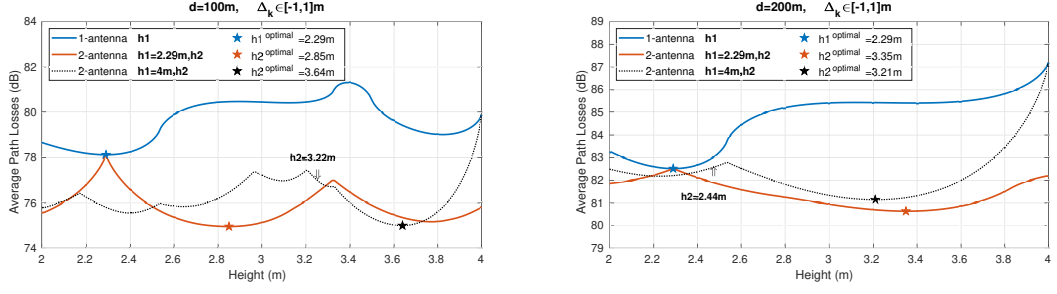 d=100m, Δk∈[-1,1]m
Average Path Losses (dB)
84
82
80
78
76
74
1-antenna h1
2-antenna h1=2.29m,h2
2-antenna h1=4m,h2
h1 optimal =2.29m
h2 optimal =2.85m
h2 optimal =3.64m
h2=3.22m
2 2.2 2.4 2.6 2.8 3 3.2 3.4 3.6 3.8 4
Height (m)
d=200m, Δk∈[-1,1]m
Average Path Losses (dB)
89
88
87
86
85
84
83
82
81
80
79
1-antenna h1
2-antenna h1=2.29m,h2
2-antenna h1=4m,h2
h1 optimal =2.29m
h2 optimal =3.35m
h2 optimal =3.21m
h2=2.44m
2 2.2 2.4 2.6 2.8 3 3.2 3.4 3.6 3.8 4
Height (m)